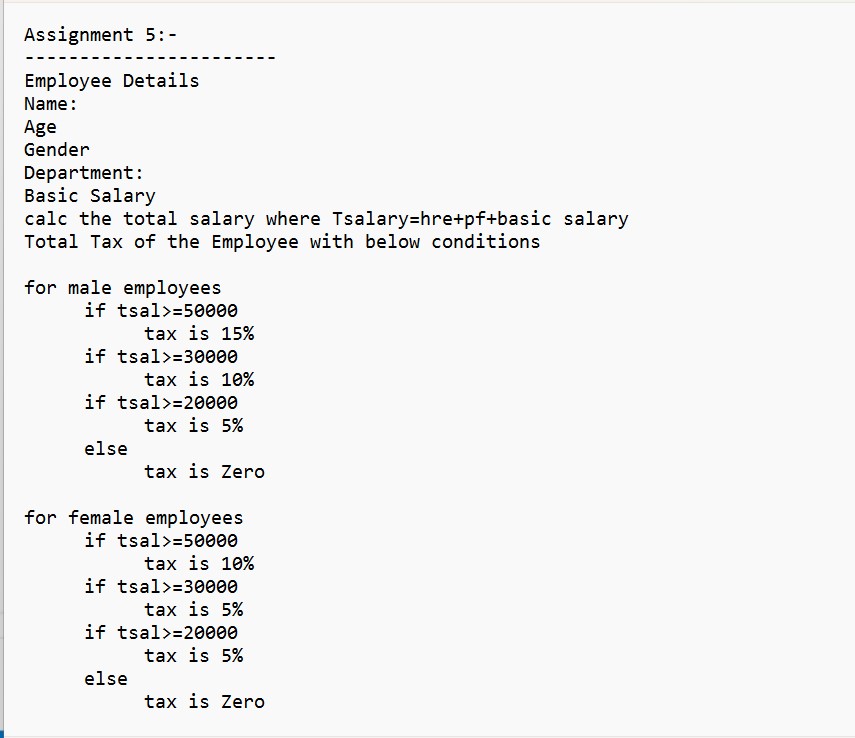 Assignment 5:-
-----------------------
Employee Details
Name:
Age
Gender
Department:
Basic Salary
calc the total salary where Tsalary=hre+pf+basic salary
Total Tax of the Employee with below conditions
for male employees
if tsal>=50000
tax is 15%
if tsal>=30000
tax is 10%
if tsal>=20000
tax is 5%
else
tax is Zero
for female employees
if tsal>=50000
tax is 10%
if tsal>=30000
tax is 5%
if tsal>=20000
tax is 5%
else
tax is Zero